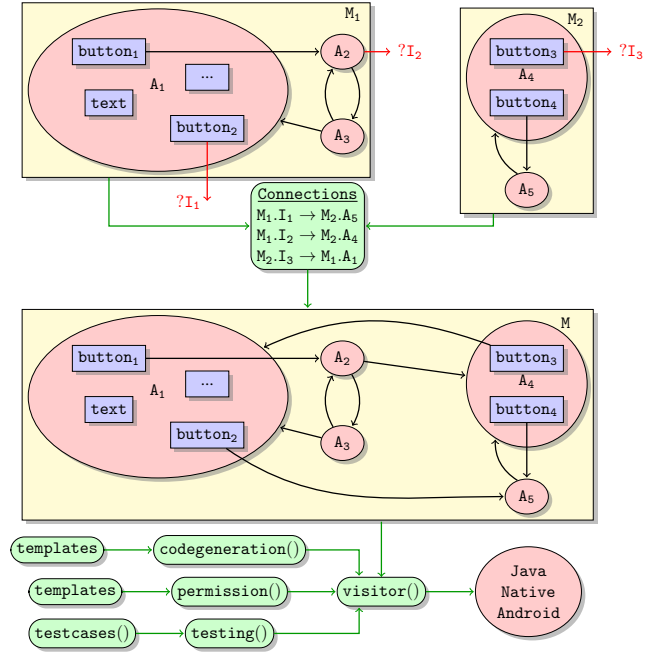 M₁
M₂
button₁
A₂
?I₂
button₃
?I₃
...
A₁
A₄
text
button₄
button₂
A₃
A₅
?I₁
Connections
M₁.I₁ → M₂.A₅
M₁.I₂ → M₂.A₄
M₂.I₃ → M₁.A₁
M
button₁
A₂
button₃
...
A₁
A₄
text
button₄
button₂
A₃
A₅
templates
codegeneration()
templates
permission()
visitor()
Java
Native
Android
testcases()
testing()